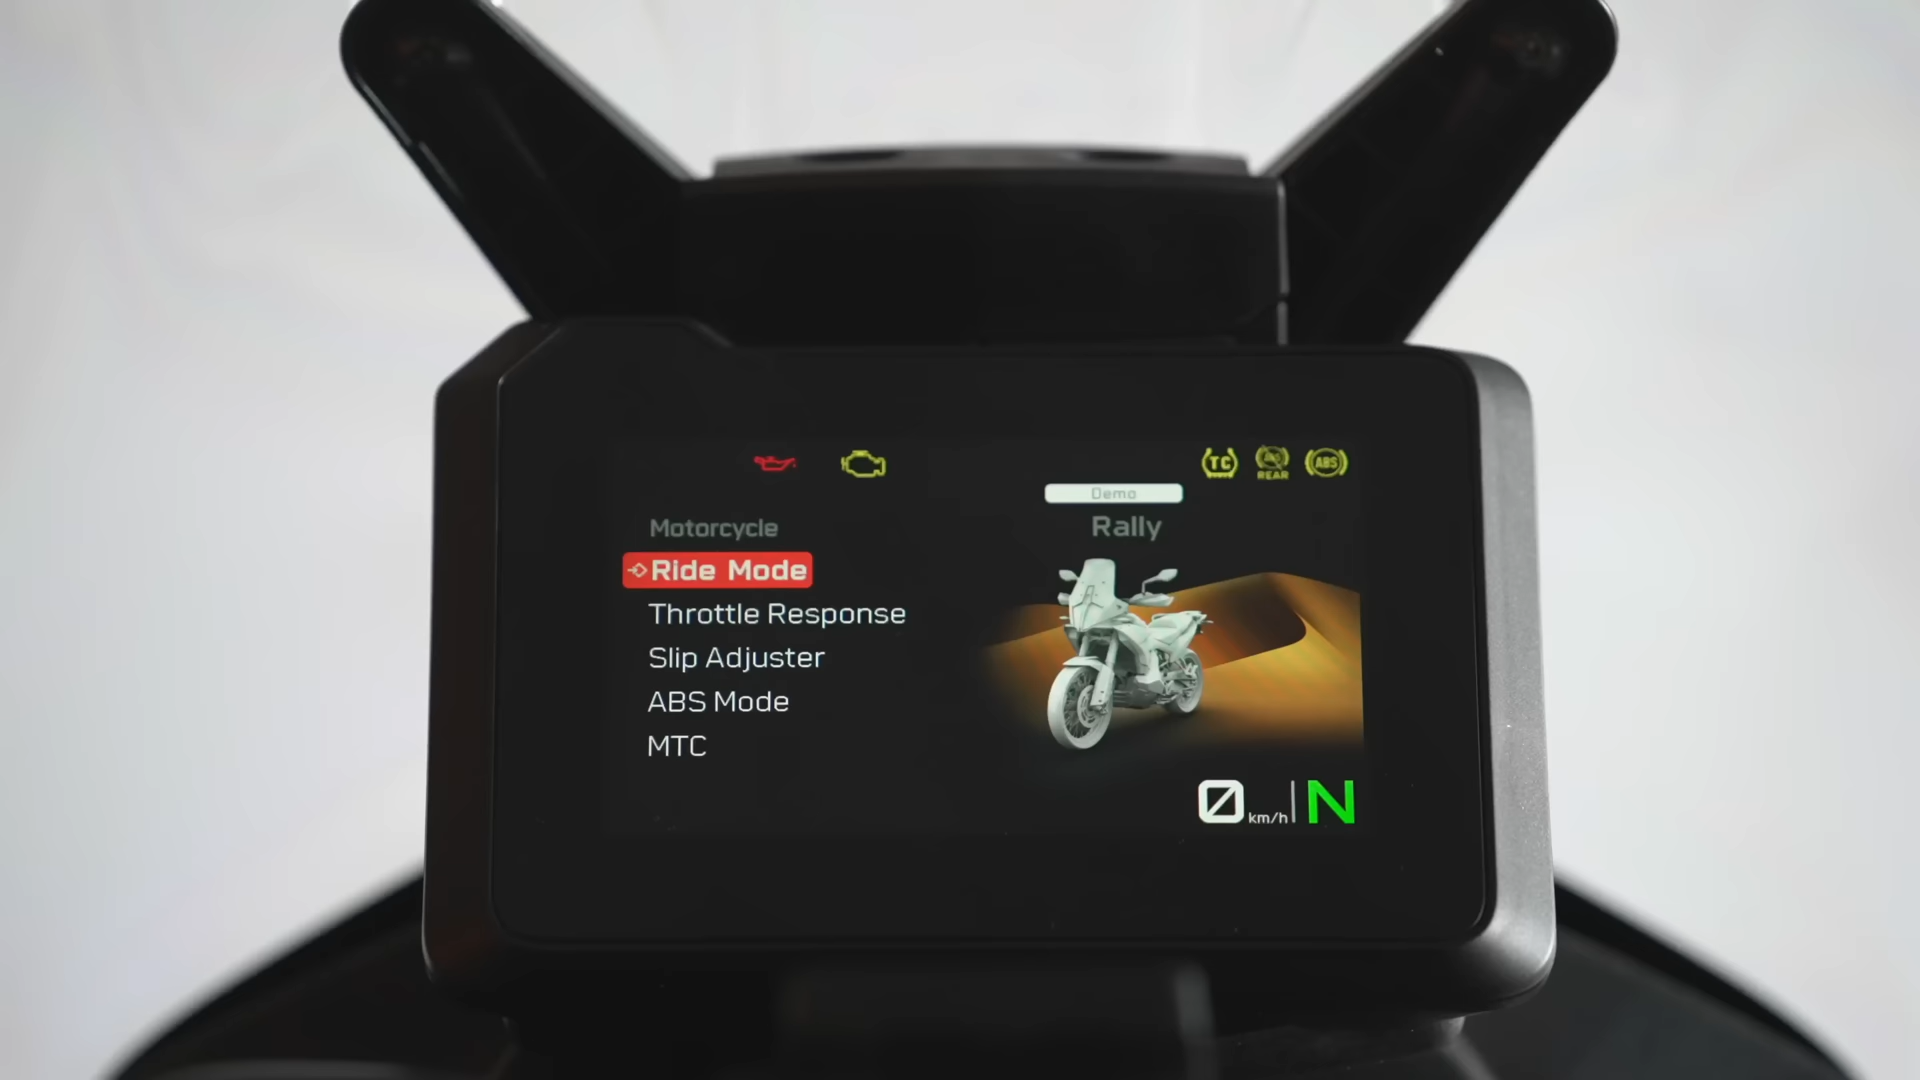 TC
REAR
ABS
Demo
Motorcycle
Rally
Ride Mode
Throttle Response
Slip Adjuster
ABS Mode
MTC
0 km/h N